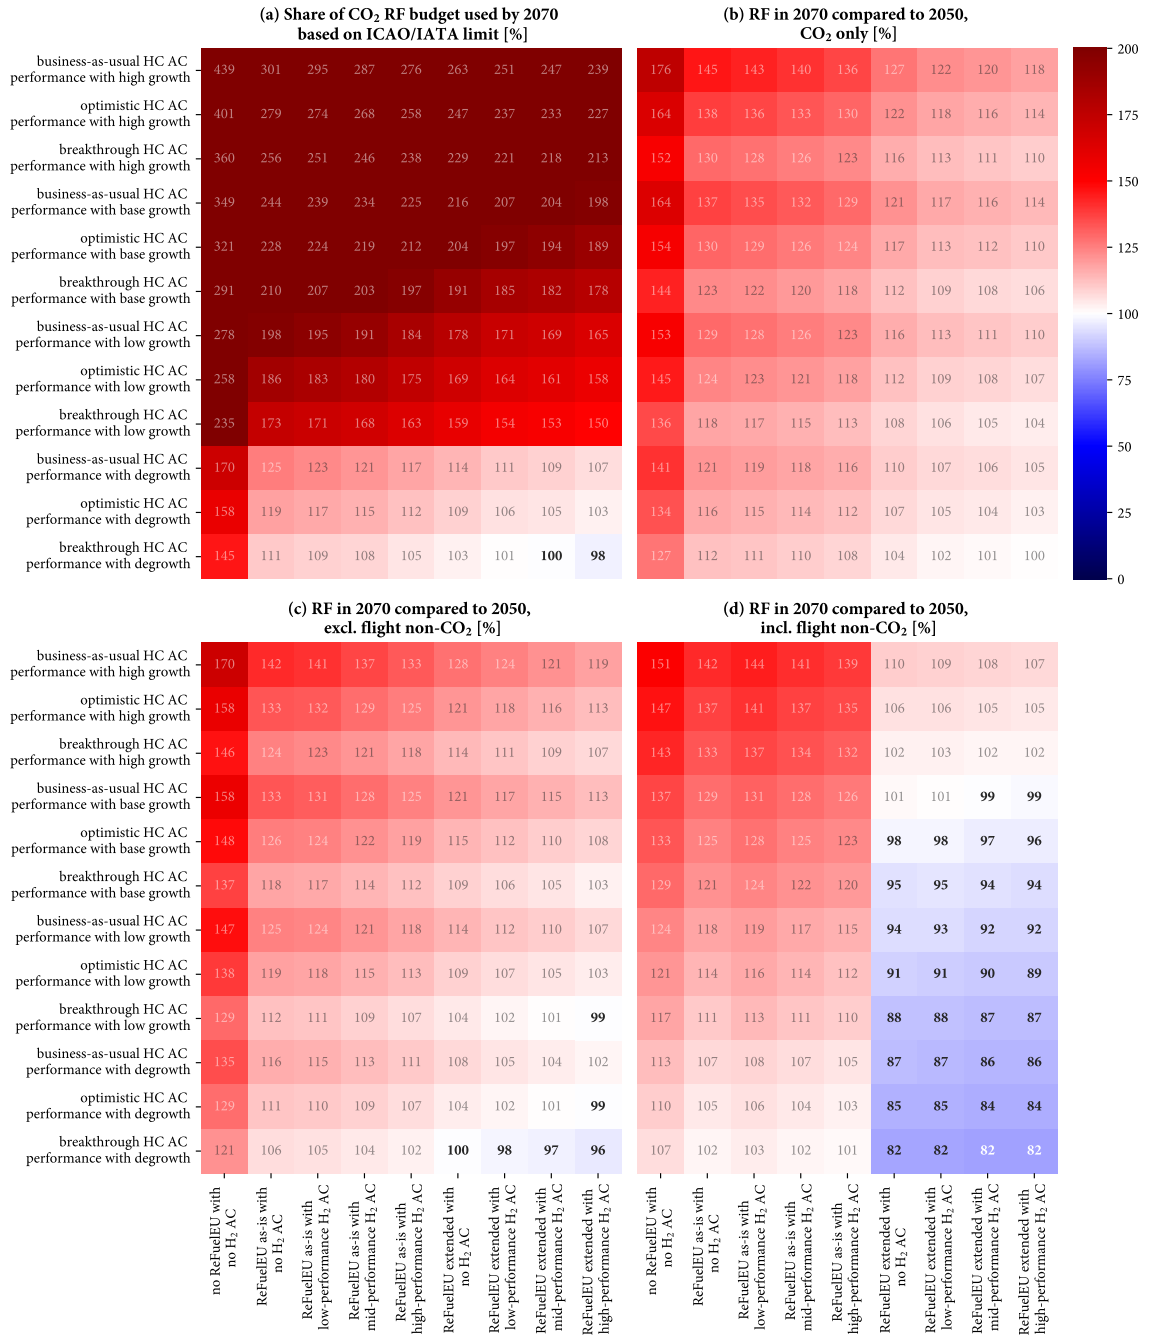 (a) Share of CO₂ RF budget used by 2070
based on ICAO/IATA limit [%]
(b) RF in 2070 compared to 2050,
CO₂ only [%]
business-as-usual HC AC
performance with high growth
439 301 295 287 276 263 251 247 239
176 145 143 140 136 127 122 120 118
optimistic HC AC
performance with high growth
401 279 274 268 258 247 237 233 227
164 138 136 133 130 122 118 116 114
breakthrough HC AC
performance with high growth
360 256 251 246 238 229 221 218 213
152 130 128 126 123 116 113 111 110
business-as-usual HC AC
performance with base growth
349 244 239 234 225 216 207 204 198
164 137 135 132 129 121 117 116 114
optimistic HC AC
performance with base growth
321 228 224 219 212 204 197 194 189
154 130 129 126 124 117 113 112 110
breakthrough HC AC
performance with base growth
291 210 207 203 197 191 185 182 178
144 123 122 120 118 112 109 108 106
business-as-usual HC AC
performance with low growth
278 198 195 191 184 178 171 169 165
153 129 128 126 123 116 113 111 110
optimistic HC AC
performance with low growth
258 186 183 180 175 169 164 161 158
145 124 123 121 118 112 109 108 107
breakthrough HC AC
performance with low growth
235 173 171 168 163 159 154 153 150
136 118 117 115 113 108 106 105 104
business-as-usual HC AC
performance with degrowth
170 125 123 121 117 114 111 109 107
141 121 119 118 116 110 107 106 105
optimistic HC AC
performance with degrowth
158 119 117 115 112 109 106 105 103
134 116 115 114 112 107 105 104 103
breakthrough HC AC
performance with degrowth
145 111 109 108 105 103 101 100 98
127 112 111 110 108 104 102 101 100
200
175
150
125
100
75
50
25
0
(c) RF in 2070 compared to 2050,
excl. flight non-CO₂ [%]
(d) RF in 2070 compared to 2050,
incl. flight non-CO₂ [%]
business-as-usual HC AC
performance with high growth
170 142 141 137 133 128 124 121 119
151 142 144 141 139 110 109 108 107
optimistic HC AC
performance with high growth
158 133 132 129 125 121 118 116 113
147 137 141 137 135 106 106 105 105
breakthrough HC AC
performance with high growth
146 124 123 121 118 114 111 109 107
143 133 137 134 132 102 103 102 102
business-as-usual HC AC
performance with base growth
158 133 131 128 125 121 117 115 113
137 129 131 128 126 101 101 99 99
optimistic HC AC
performance with base growth
148 126 124 122 119 115 112 110 108
133 125 128 125 123 98 98 97 96
breakthrough HC AC
performance with base growth
137 118 117 114 112 109 106 105 103
129 121 124 122 120 95 95 94 94
business-as-usual HC AC
performance with low growth
147 125 124 121 118 114 112 110 107
124 118 119 117 115 94 93 92 92
optimistic HC AC
performance with low growth
138 119 118 115 113 109 107 105 103
121 114 116 114 112 91 91 90 89
breakthrough HC AC
performance with low growth
129 112 111 109 107 104 102 101 99
117 111 113 111 110 88 88 87 87
business-as-usual HC AC
performance with degrowth
135 116 115 113 111 108 105 104 102
113 107 108 107 105 87 87 86 86
optimistic HC AC
performance with degrowth
129 111 110 109 107 104 102 101 99
110 105 106 104 103 85 85 84 84
breakthrough HC AC
performance with degrowth
121 106 105 104 102 100 98 97 96
107 102 103 102 101 82 82 82 82
no ReFuelEU with
no H₂ AC
ReFuelEU as-is with
no H₂ AC
ReFuelEU as-is with
low-performance H₂ AC
ReFuelEU as-is with
mid-performance H₂ AC
ReFuelEU as-is with
high-performance H₂ AC
ReFuelEU extended with
no H₂ AC
ReFuelEU extended with
low-performance H₂ AC
ReFuelEU extended with
mid-performance H₂ AC
ReFuelEU extended with
high-performance H₂ AC
no ReFuelEU with
no H₂ AC
ReFuelEU as-is with
no H₂ AC
ReFuelEU as-is with
low-performance H₂ AC
ReFuelEU as-is with
mid-performance H₂ AC
ReFuelEU as-is with
high-performance H₂ AC
ReFuelEU extended with
no H₂ AC
ReFuelEU extended with
low-performance H₂ AC
ReFuelEU extended with
mid-performance H₂ AC
ReFuelEU extended with
high-performance H₂ AC